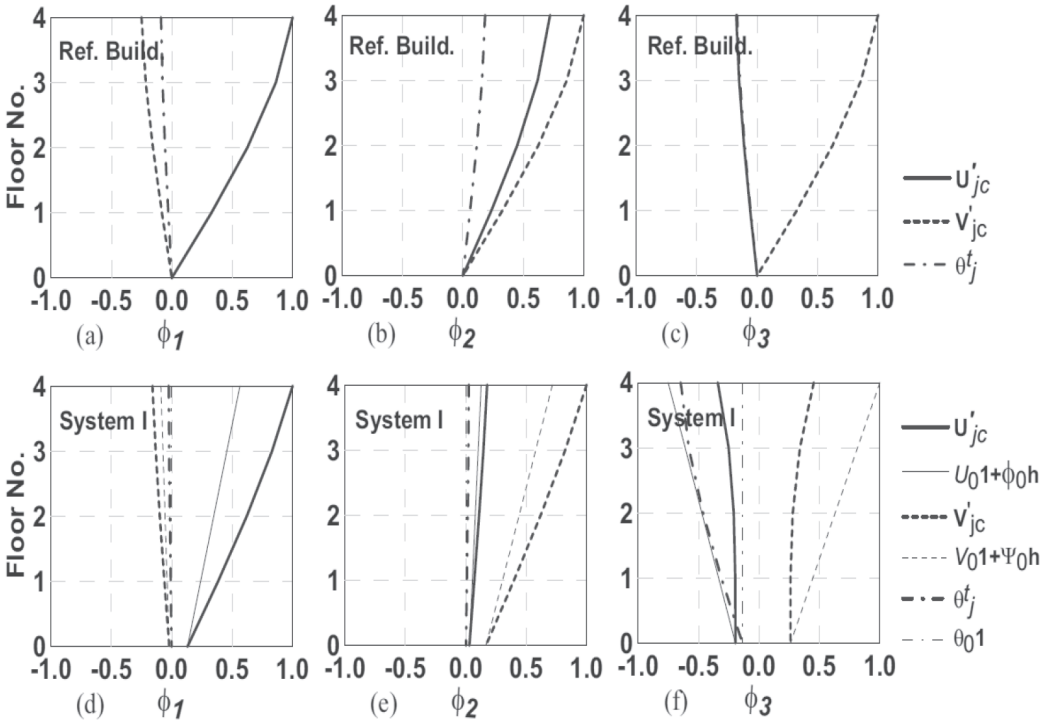 4 4 4
Ref. Build. Ref. Build. Ref. Build.
3 3 3
Floor No.
2 2 2
U'jc
1 1 1
V'jc
θtj
0 0 0
-1.0 -0.5 0.0 0.5 1.0 -1.0 -0.5 0.0 0.5 1.0 -1.0 -0.5 0.0 0.5 1.0
(a) ϕ1 (b) ϕ2 (c) ϕ3
4 4 4
System I System I System I
U'jc
3 3 3
U01+ϕ0h
Floor No.
2 2 2
V'jc
V01+Ψ0h
1 1 1
θtj
0 0 0
θ01
-1.0 -0.5 0.0 0.5 1.0 -1.0 -0.5 0.0 0.5 1.0 -1.0 -0.5 0.0 0.5 1.0
(d) ϕ1 (e) ϕ2 (f) ϕ3